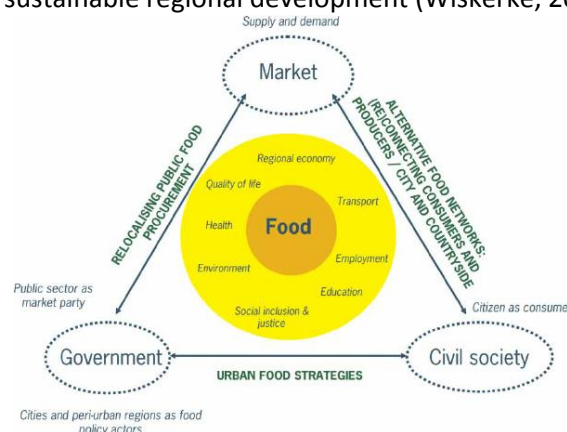 sustainable regional development (Wiskerke, 20
Supply and demand
Market
RELOCALISING PUBLIC FOOD
PROCUREMENT
ALTERNATIVE FOOD NETWORKS:
(RE)CONNECTING CONSUMERS AND
PRODUCERS / CITY AND COUNTRYSIDE
Regional economy
Quality of life
Transport
Health
Food
Environment
Employment
Education
Social inclusion &
justice
Public sector as
market party
Citizen as consume
Government
Civil society
URBAN FOOD STRATEGIES
Cities and peri-urban regions as food
policy actors